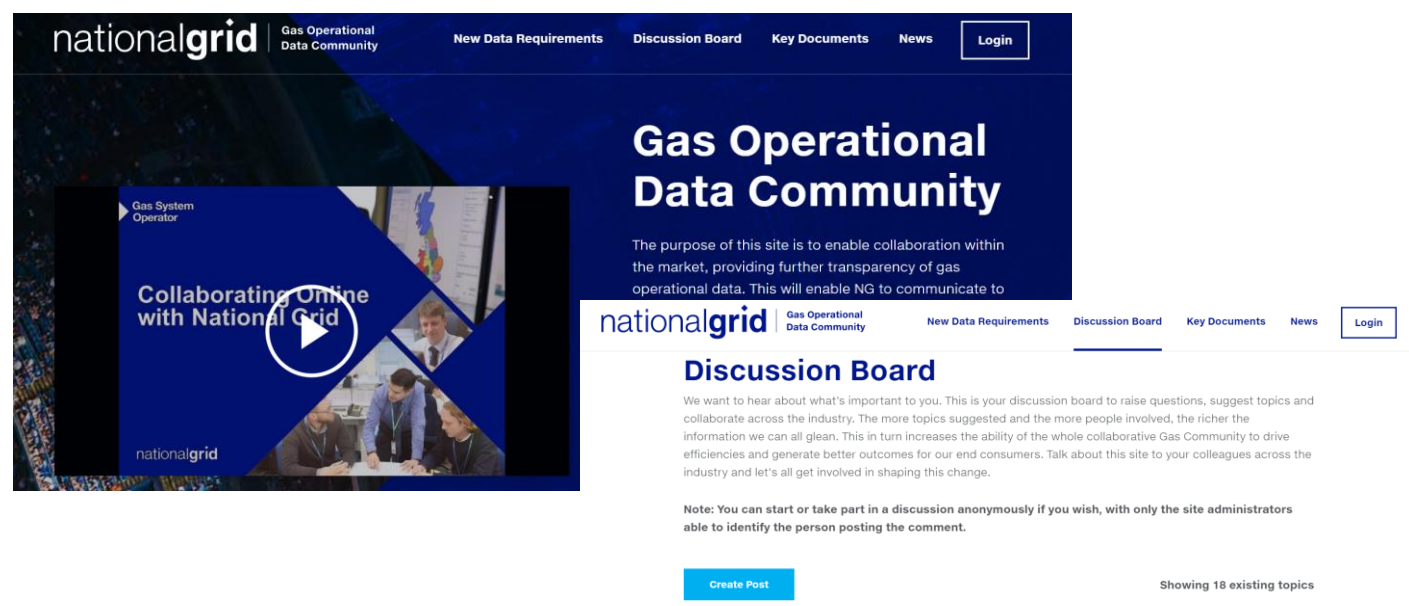 nationalgrid
Gas Operational
Data Community
New Data Requirements
Discussion Board
Key Documents
News
Login
Gas Operational
Data Community
The purpose of this site is to enable collaboration within
the market, providing further transparency of gas
operational data. This will enable NG to communicate to
Gas System
Operator
Collaborating Online
with National Grid
nationalgrid
nationalgrid
Gas Operational
Data Community
New Data Requirements
Discussion Board
Key Documents
News
Login
Discussion Board
We want to hear about what's important to you. This is your discussion board to raise questions, suggest topics and
collaborate across the industry. The more topics suggested and the more people involved, the richer the
information we can all glean. This in turn increases the ability of the whole collaborative Gas Community to drive
efficiencies and generate better outcomes for our end consumers. Talk about this site to your colleagues across the
industry and let's all get involved in shaping this change.
Note: You can start or take part in a discussion anonymously if you wish, with only the site administrators
able to identify the person posting the comment.
Create Post
Showing 18 existing topics